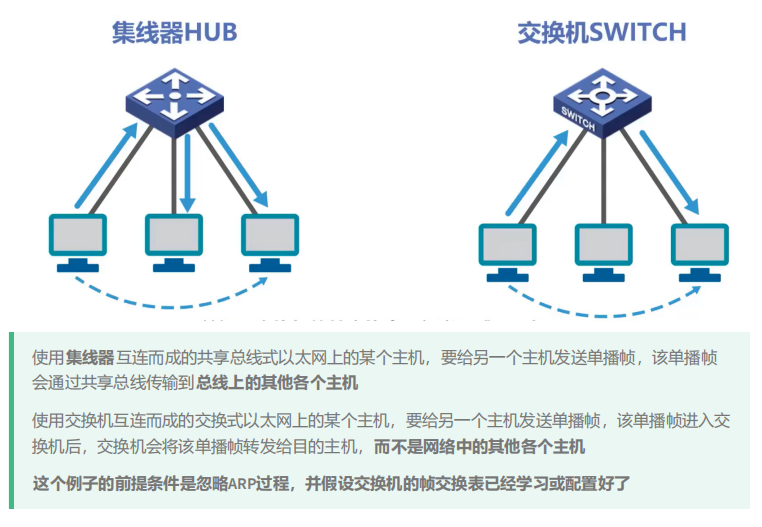 集线器HUB
交换机SWITCH
SWITCH
使用集线器互连而成的共享总线式以太网上的某个主机，要给另一个主机发送单播帧，该单播帧
会通过共享总线传输到总线上的其他各个主机
使用交换机互连而成的交换式以太网上的某个主机，要给另一个主机发送单播帧，该单播帧进入交
换机后，交换机会将该单播帧转发给目的主机，而不是网络中的其他各个主机
这个例子的前提条件是忽略ARP过程，并假设交换机的帧交换表已经学习或配置好了